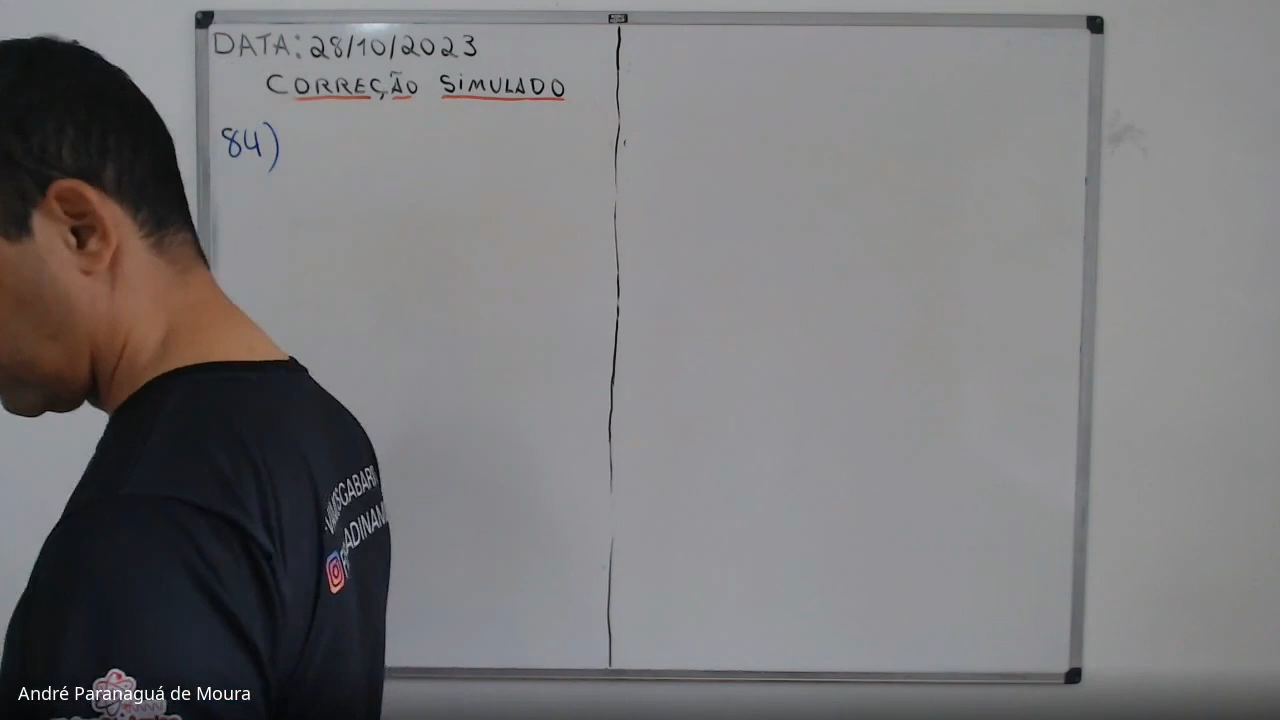 DATA: 28/10/2023
CORREÇÃO SIMULADO
84)
André Paranaguá de Moura